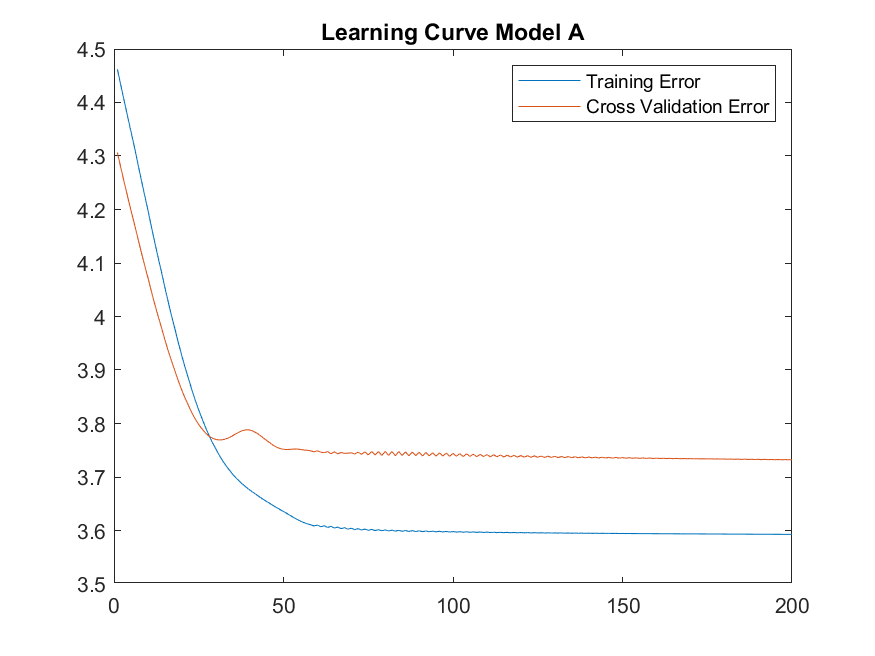 Learning Curve Model A
4.5
4.4
4.3
4.2
4.1
4
3.9
3.8
3.7
3.6
3.5
Training Error
Cross Validation Error
0 50 100 150 200